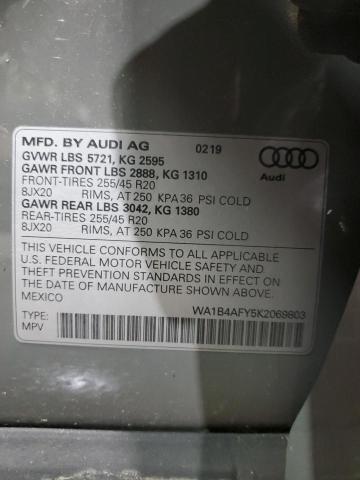 MFD. BY AUDI AG 0219
GVWR LBS 5721, KG 2595
GAWR FRONT LBS 2888, KG 1310
FRONT-TIRES 255/45 R20
8JX20 RIMS, AT 250 KPA 36 PSI COLD
GAWR REAR LBS 3042, KG 1380
REAR-TIRES 255/45 R20
8JX20 RIMS, AT 250 KPA 36 PSI COLD
Audi
THIS VEHICLE CONFORMS TO ALL APPLICABLE
U.S. FEDERAL MOTOR VEHICLE SAFETY AND
THEFT PREVENTION STANDARDS IN EFFECT ON
THE DATE OF MANUFACTURE SHOWN ABOVE.
MEXICO
WA1B4AFY5K2069803
TYPE:
MPV